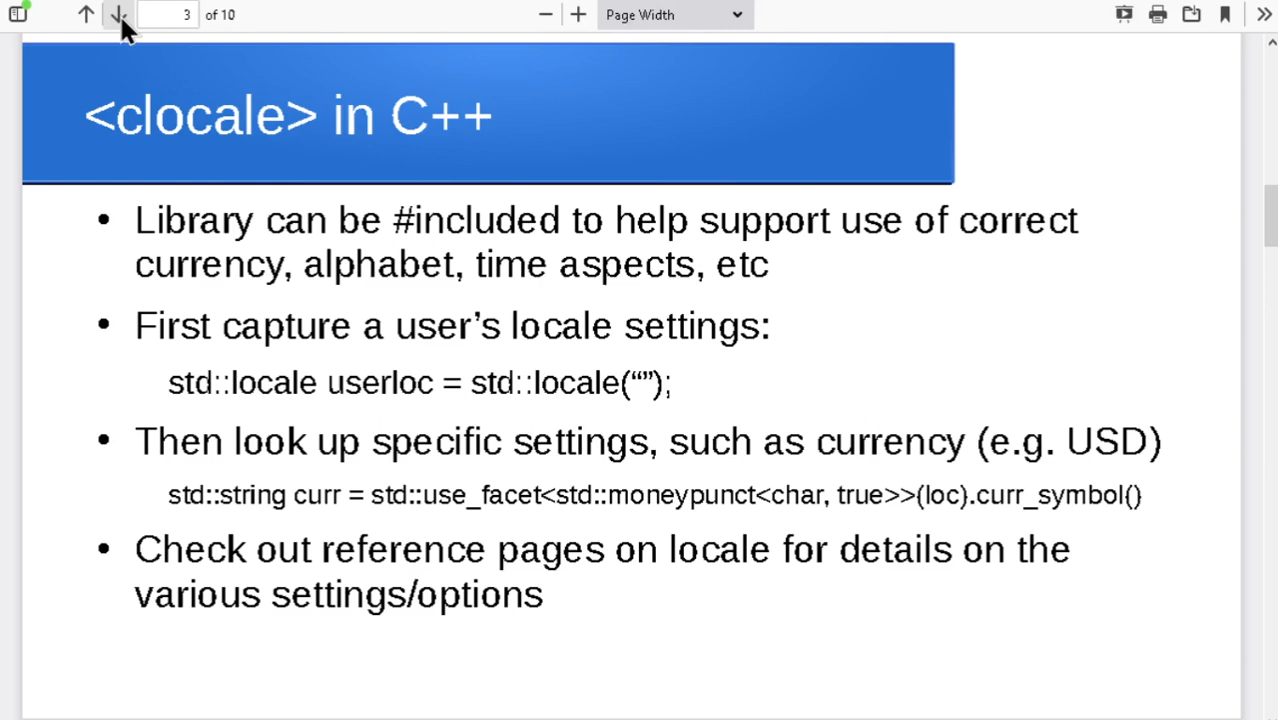 3 of 10 Page Width
<clocale> in C++
• Library can be #included to help support use of correct
currency, alphabet, time aspects, etc
• First capture a user’s locale settings:
std::locale userloc = std::locale(“”);
• Then look up specific settings, such as currency (e.g. USD)
std::string curr = std::use_facet<std::moneypunct<char, true>>(loc).curr_symbol()
• Check out reference pages on locale for details on the
various settings/options